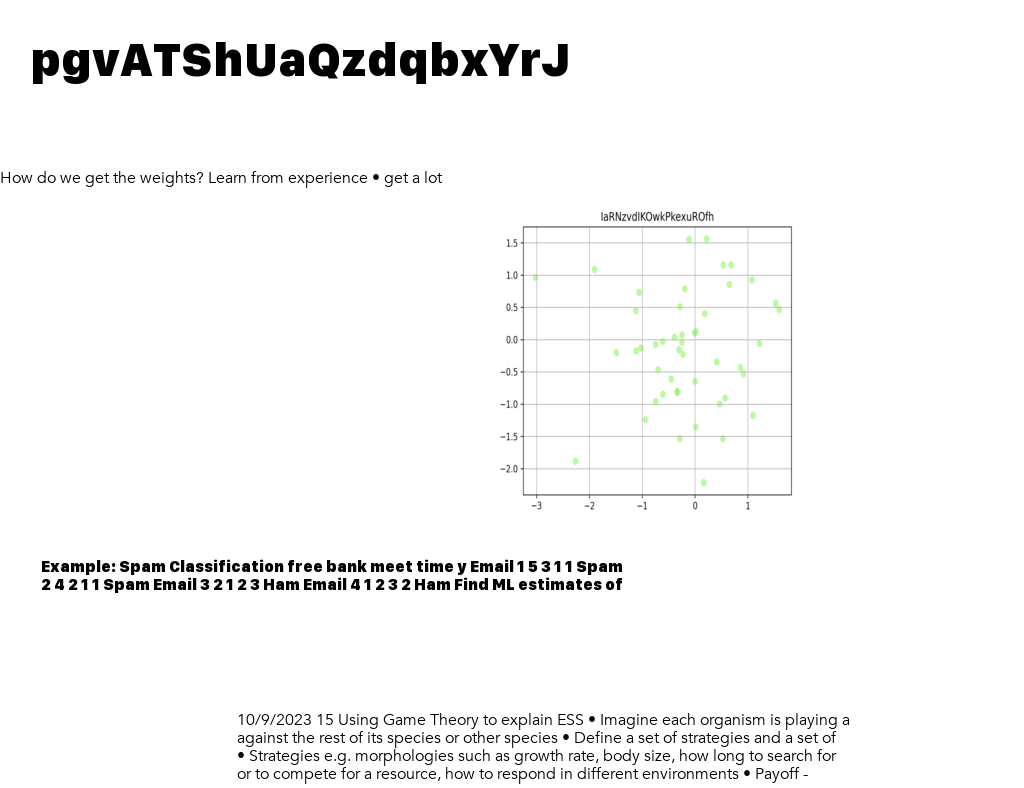 pgvATShUaQzdqbxYrJ
How do we get the weights? Learn from experience • get a lot
IaRNzvdIKOwkPkexuROfh
1.5
1.0
0.5
0.0
−0.5
−1.0
−1.5
−2.0
−3 −2 −1 0 1
Example: Spam Classification free bank meet time y Email 1 5 3 1 1 Spam
2 4 2 1 1 Spam Email 3 2 1 2 3 Ham Email 4 1 2 3 2 Ham Find ML estimates of
10/9/2023 15 Using Game Theory to explain ESS • Imagine each organism is playing a
against the rest of its species or other species • Define a set of strategies and a set of
• Strategies e.g. morphologies such as growth rate, body size, how long to search for
or to compete for a resource, how to respond in different environments • Payoff -